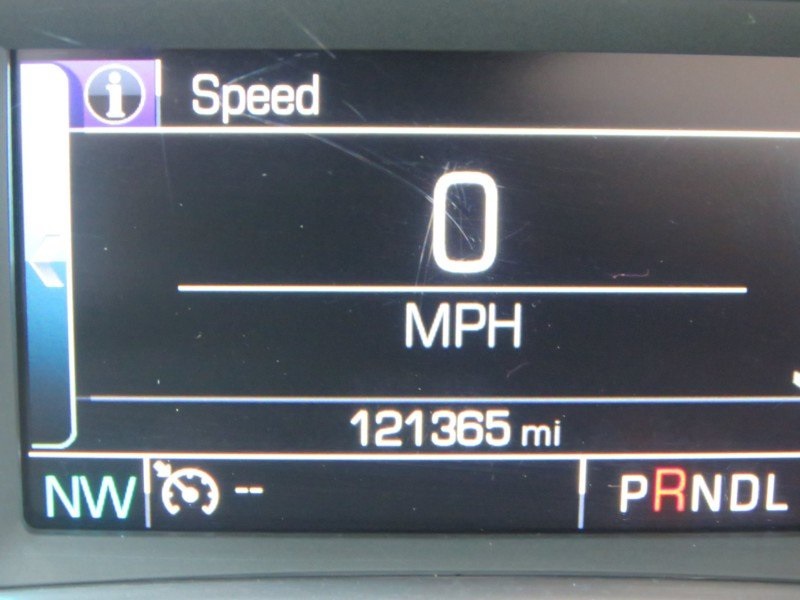 i Speed
0
MPH
121365 mi
NW -- PRNDL